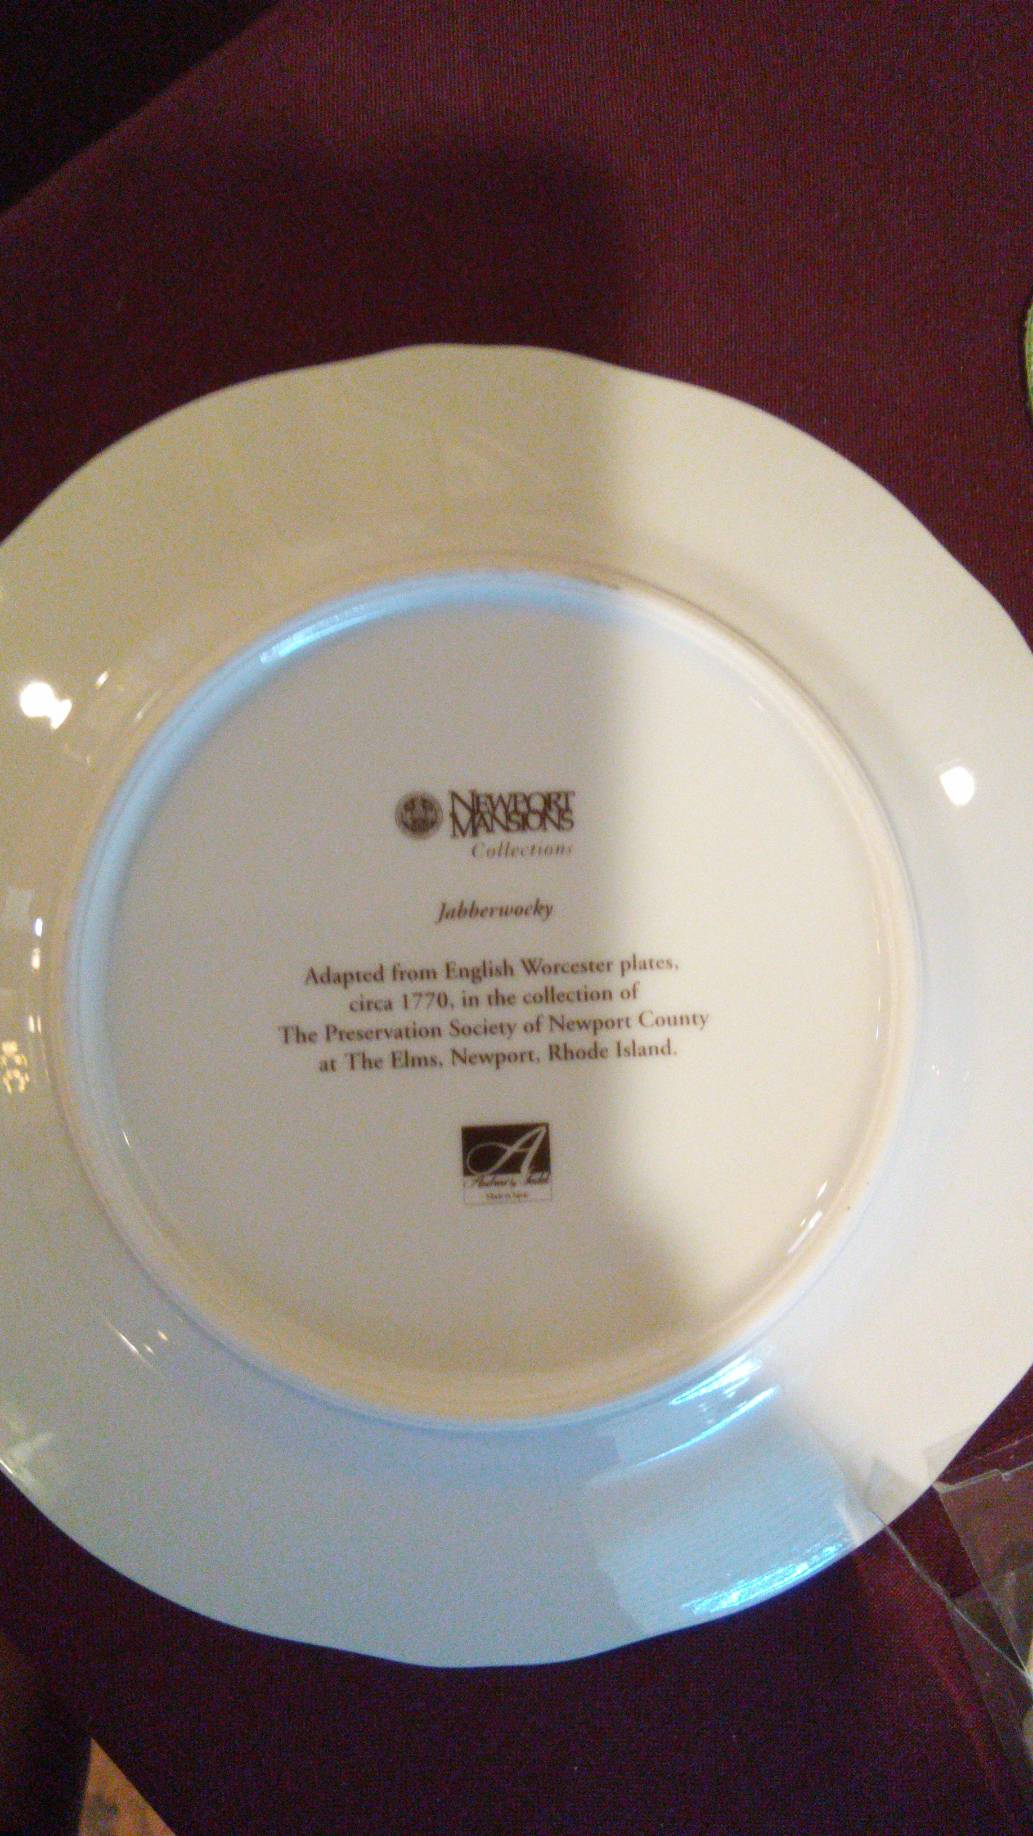 NEWPORT
MANSIONS
Collections
Jabberwocky
Adapted from English Worcester plates,
circa 1770, in the collection of
The Preservation Society of Newport County
at The Elms, Newport, Rhode Island.
A